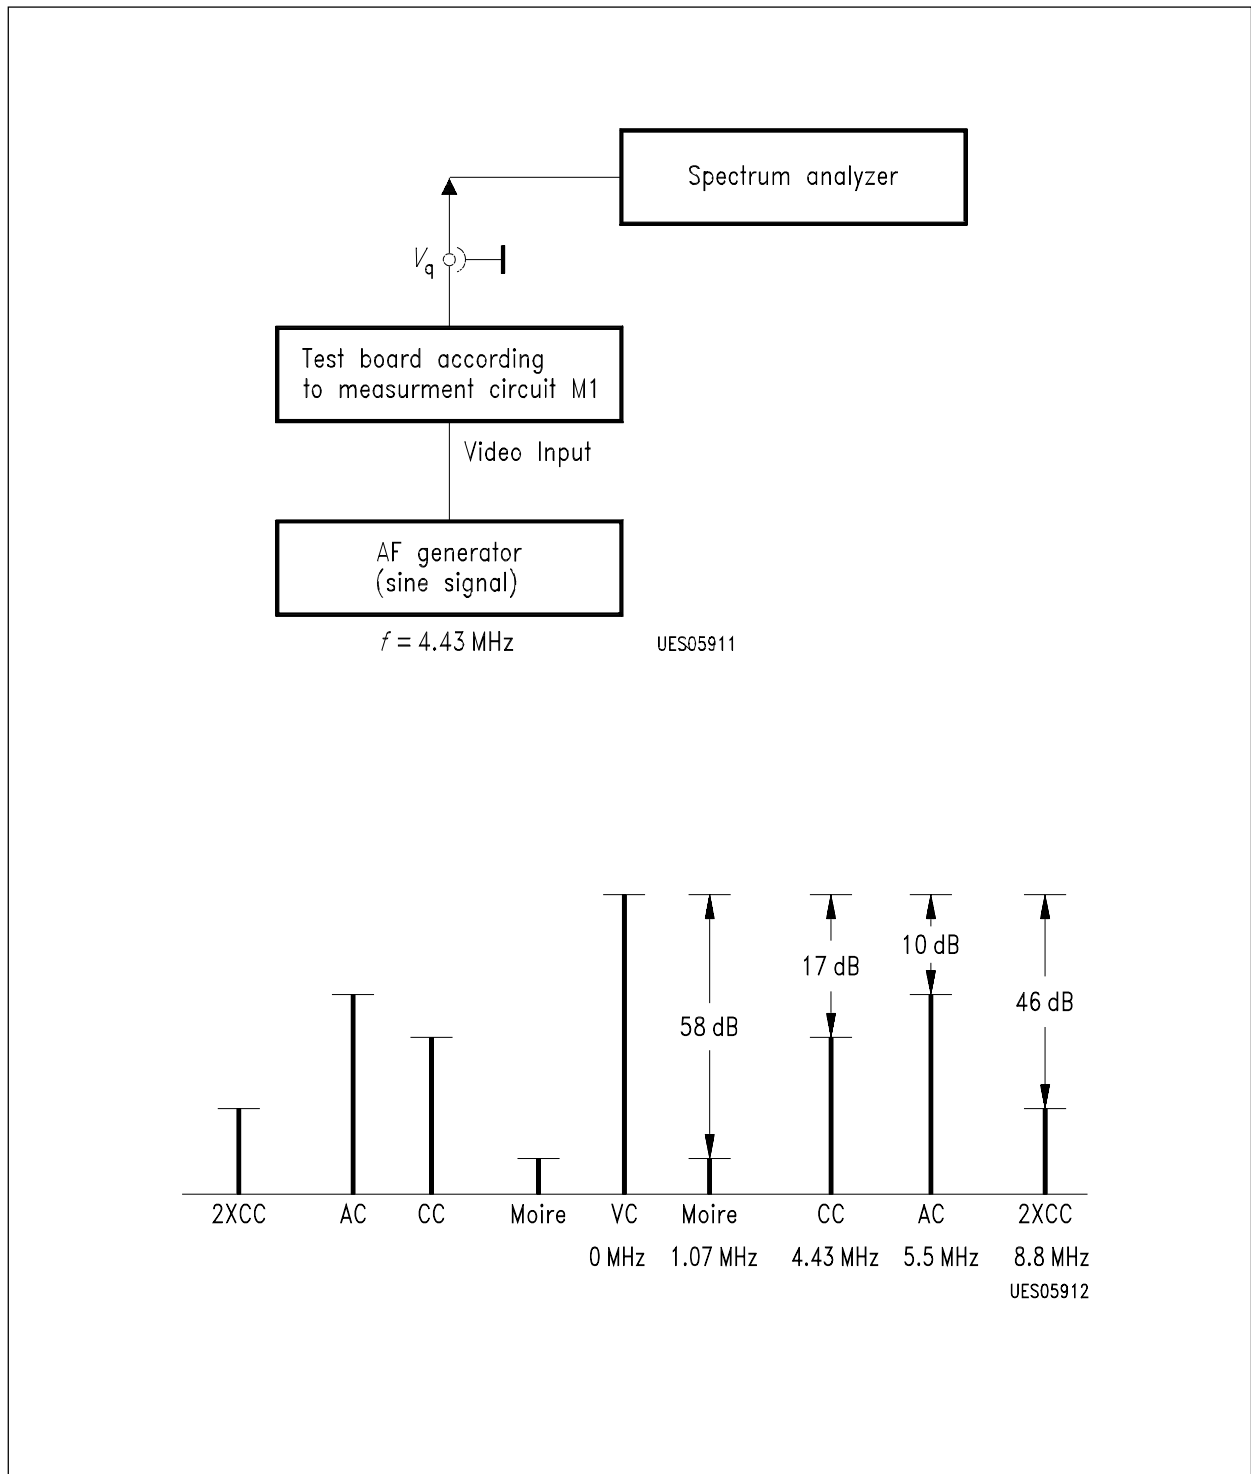 Spectrum analyzer
Vq
Test board according
to measurment circuit M1
Video Input
AF generator
(sine signal)
f = 4.43 MHz
UES05911
17 dB
10 dB
58 dB
46 dB
2XCC AC CC Moire VC Moire CC AC 2XCC
0 MHz 1.07 MHz 4.43 MHz 5.5 MHz 8.8 MHz
UES05912